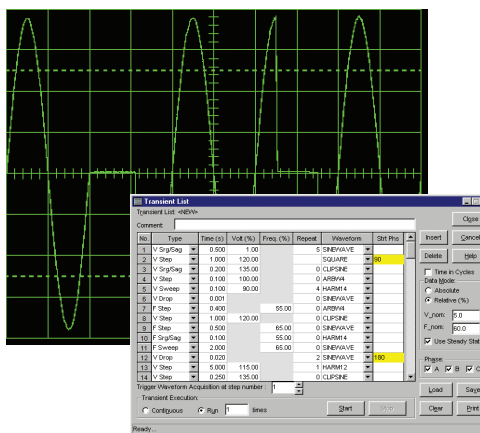 Transient List
Transient List: <NEW>
Comment:
No. Type Time (s) Volt (%) Freq. (%) Repeat Waveform Strt Phs
1 V Srg/Sag 0.500 1.00 5 SINEWAVE
2 V Step 1.000 120.00 SQUARE 90
3 V Srg/Sag 0.200 135.00 0 CLIPSINE
4 V Step 0.100 100.00 0 ARBW4
5 V Sweep 0.100 90.00 4 HARM14
6 V Drop 0.001 0 SINEWAVE
7 F Step 0.400 55.00 0 ARBW4
8 V Step 1.000 120.00 0 CLIPSINE
9 F Step 0.500 65.00 0 SINEWAVE
10 F Srg/Sag 0.100 55.00 0 HARM14
11 F Sweep 2.000 65.00 0 SINEWAVE
12 V Drop 0.020 2 SINEWAVE 180
13 V Step 5.000 115.00 1 HARM12
14 V Step 0.250 135.00 0 CLIPSINE
Trigger Waveform Acquisition at step number: 1
Transient Execution:
Continuous Run 1 times
Start
Stop
Ready...
Close
Insert Cancel
Delete Help
Time in Cycles
Data Mode:
Absolute
Relative (%)
V_nom: 5.0
F_nom: 60.0
Use Steady Stat
Phase:
A B C
Load Save
Clear Print